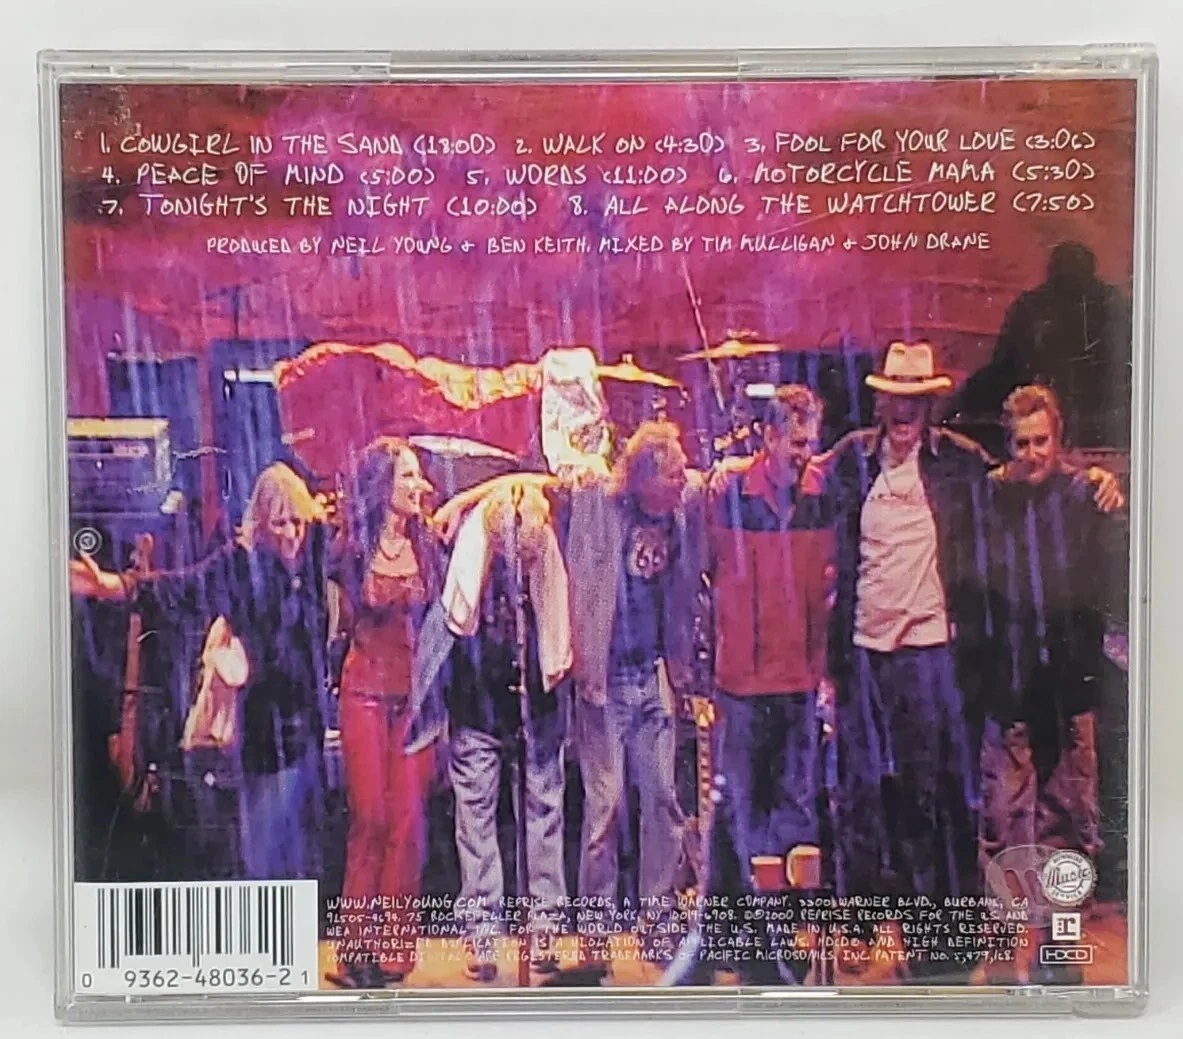 1. COWGIRL IN THE SAND (18:00) 2. WALK ON (4:30) 3. FOOL FOR YOUR LOVE (3:06)
4. PEACE OF MIND (5:00) 5. WORDS (11:00) 6. MOTORCYCLE MAMA (5:30)
7. TONIGHT'S THE NIGHT (10:00) 8. ALL ALONG THE WATCHTOWER (7:50)
PRODUCED BY NEIL YOUNG & BEN KEITH. MIXED BY TIM MULLIGAN & JOHN DRANE
66
WWW.NEILYOUNG.COM REPRISE RECORDS, A TIME WARNER COMPANY. 3300 WARNER BLVD., BURBANK, CA
91505-4694. 75 ROCKEFELLER PLAZA, NEW YORK, NY 10019-6908. ©℗2000 REPRISE RECORDS FOR THE U.S. AND
WEA INTERNATIONAL INC. FOR THE WORLD OUTSIDE THE U.S. MADE IN U.S.A. ALL RIGHTS RESERVED.
UNAUTHORIZED DUPLICATION IS A VIOLATION OF APPLICABLE LAWS. HDCD® AND HIGH DEFINITION
COMPATIBLE DIGITAL® ARE REGISTERED TRADEMARKS OF PACIFIC MICROSONICS, INC. PATENT NO. 5,479,168.
Music
SERVICE
r
HDCD
0 9362-48036-2 1